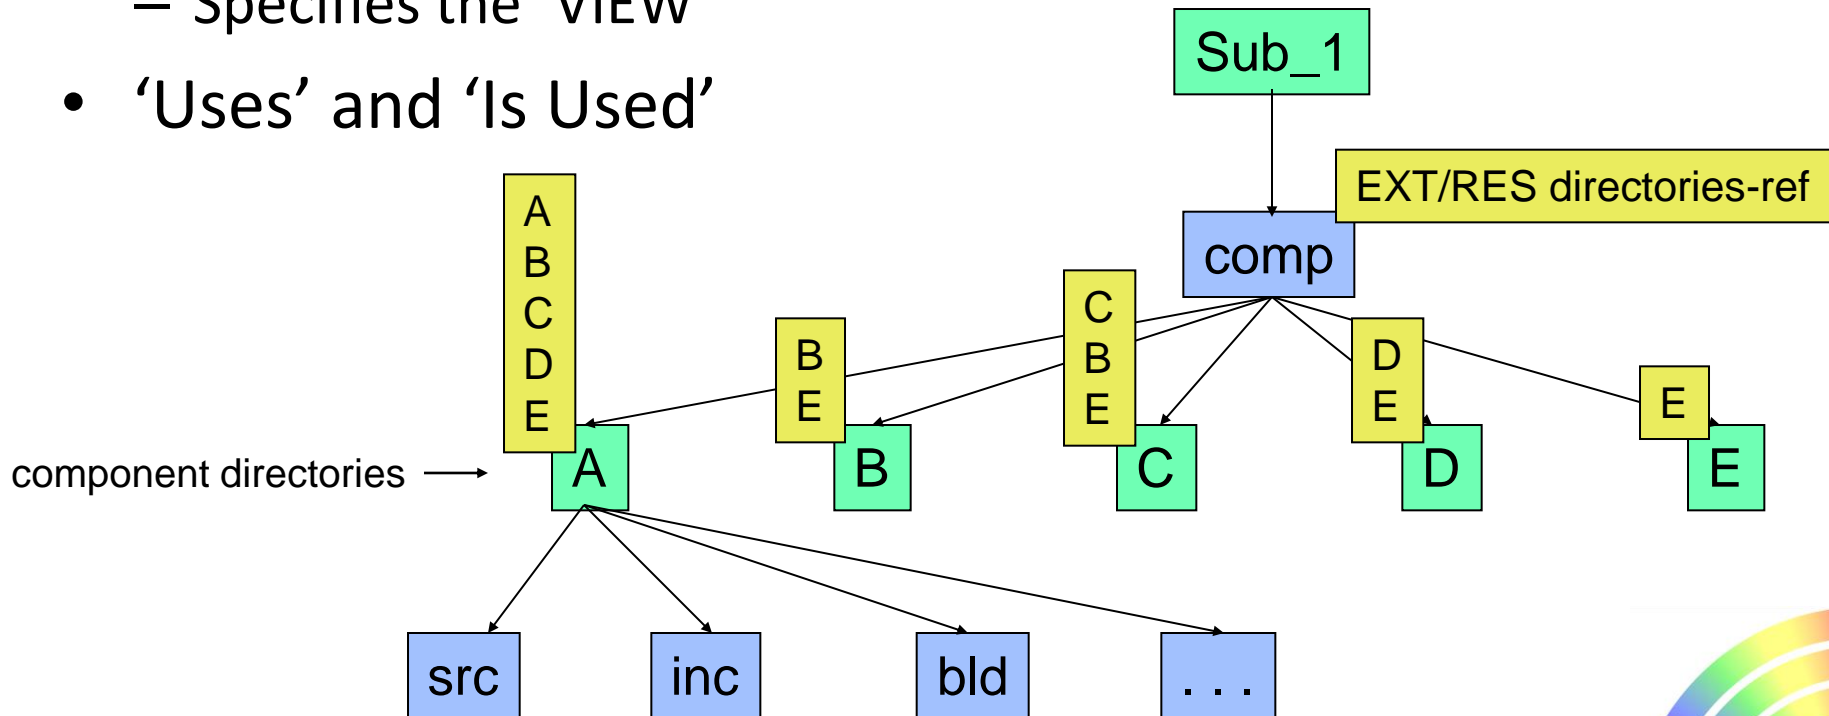 – Specifies the ‘VIEW’
• ‘Uses’ and ‘Is Used’
Sub_1
EXT/RES directories-ref
comp
A
B
C
D
E
B
E
C
B
E
D
E
E
component directories
A
B
C
D
E
src
inc
bld
. . .